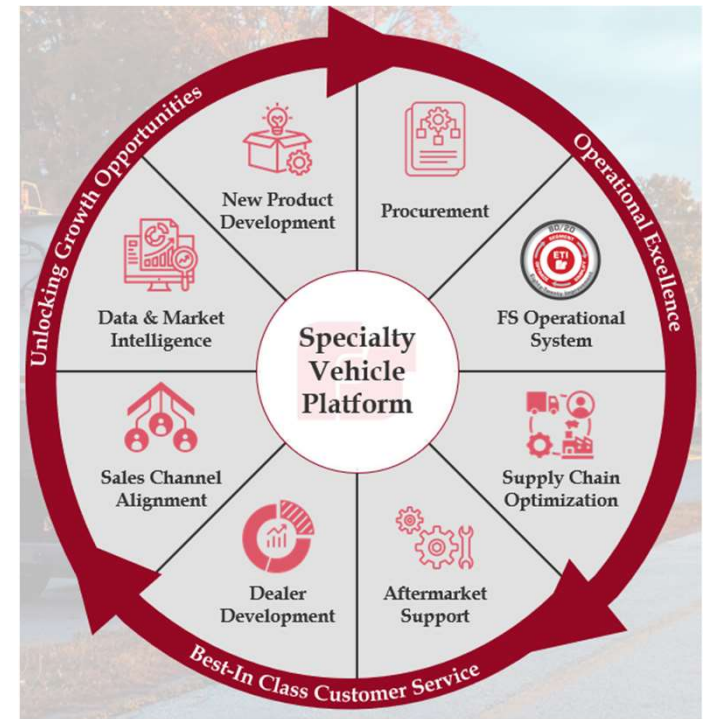 Unlocking Growth Opportunities
Operational Excellence
New Product
Development
Procurement
80/20
ETI
Data & Market
Intelligence
FS Operational
System
Specialty
Vehicle
Platform
Sales Channel
Alignment
Supply Chain
Optimization
Dealer
Development
Aftermarket
Support
Best-In Class Customer Service